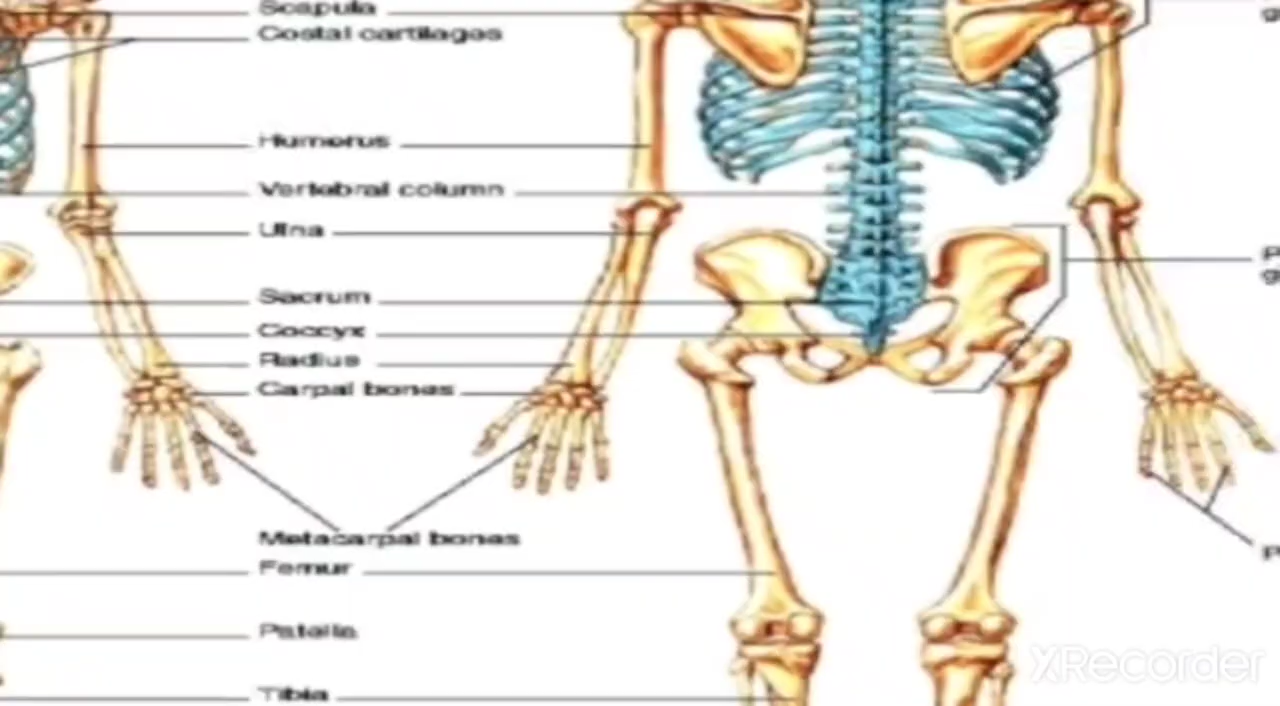 Scapula
Costal cartilages
Humerus
Vertebral column
Ulna
Sacrum
Coccyx
Radius
Carpal bones
Metacarpal bones
Femur
Patella
Tibia
XRecorder